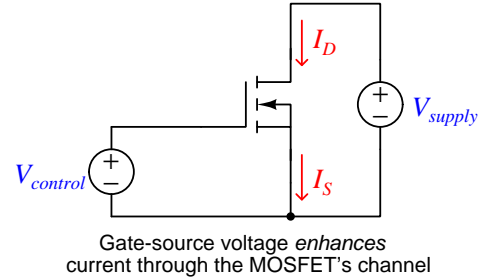 I_D
+
−
V_supply
+
−
V_control
I_S
Gate-source voltage enhances
current through the MOSFET's channel